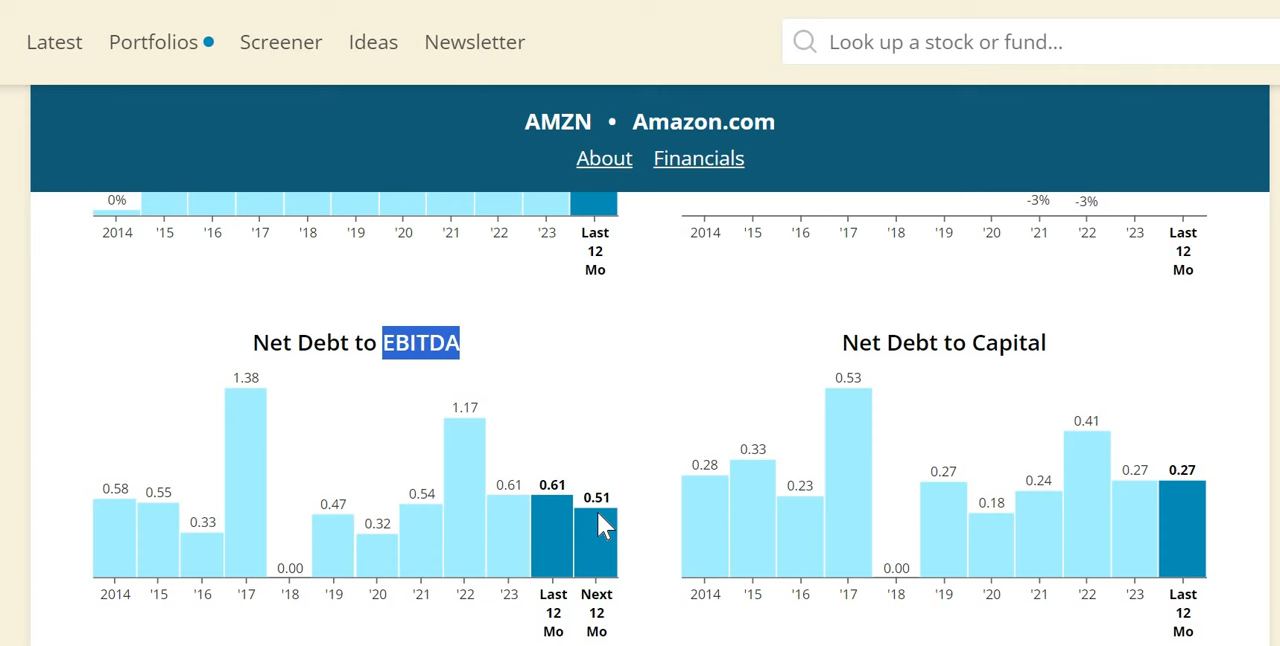 Latest Portfolios Screener Ideas Newsletter Look up a stock or fund...
AMZN • Amazon.com
About Financials
0%
2014 '15 '16 '17 '18 '19 '20 '21 '22 '23 Last
12
Mo
-3% -3%
2014 '15 '16 '17 '18 '19 '20 '21 '22 '23 Last
12
Mo
Net Debt to EBITDA
0.58 0.55 0.33 1.38 0.00 0.47 0.32 0.54 1.17 0.61 0.61 0.51
2014 '15 '16 '17 '18 '19 '20 '21 '22 '23 Last Next
12 12
Mo Mo
Net Debt to Capital
0.28 0.33 0.23 0.53 0.00 0.27 0.18 0.24 0.41 0.27 0.27
2014 '15 '16 '17 '18 '19 '20 '21 '22 '23 Last
12
Mo